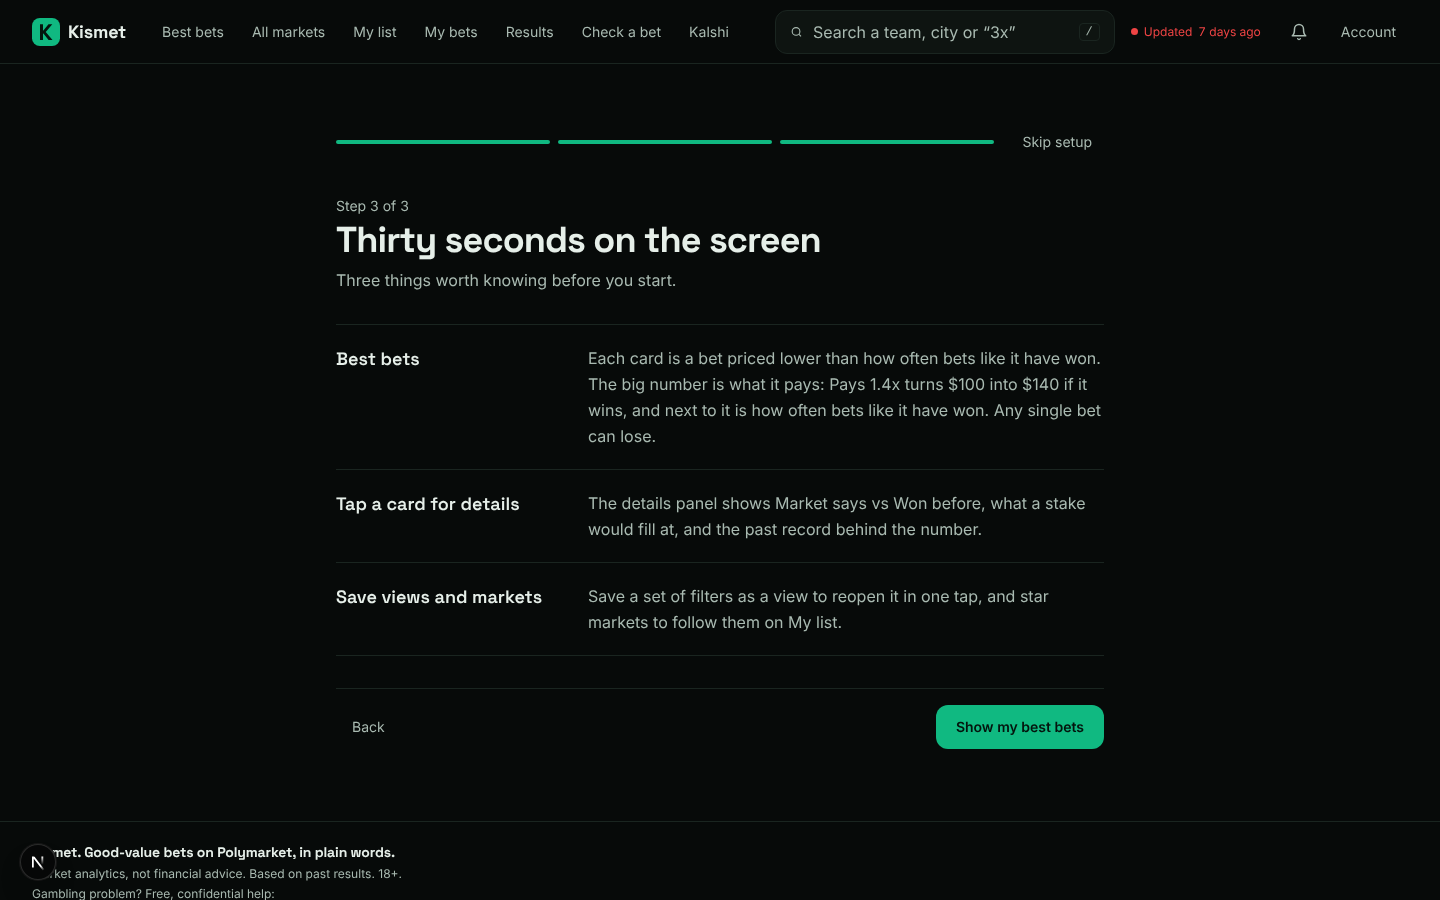 Kismet
Best bets
All markets
My list
My bets
Results
Check a bet
Kalshi
Search a team, city or “3x”
/
Updated 7 days ago
Account
Skip setup
Step 3 of 3
Thirty seconds on the screen
Three things worth knowing before you start.
Best bets
Each card is a bet priced lower than how often bets like it have won.
The big number is what it pays: Pays 1.4x turns $100 into $140 if it
wins, and next to it is how often bets like it have won. Any single bet
can lose.
Tap a card for details
The details panel shows Market says vs Won before, what a stake
would fill at, and the past record behind the number.
Save views and markets
Save a set of filters as a view to reopen it in one tap, and star
markets to follow them on My list.
Back
Show my best bets
met. Good-value bets on Polymarket, in plain words.
ket analytics, not financial advice. Based on past results. 18+.
Gambling problem? Free, confidential help: